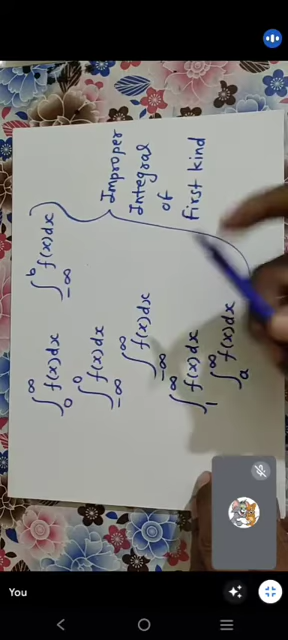 ∫₀^∞ f(x)dx
∫_{-∞}^0 f(x)dx
∫_{-∞}^∞ f(x)dx
∫₁^∞ f(x)dx
∫ₐ^∞ f(x)dx
∫_{-∞}^b f(x)dx
Improper
Integral
of
first kind
You